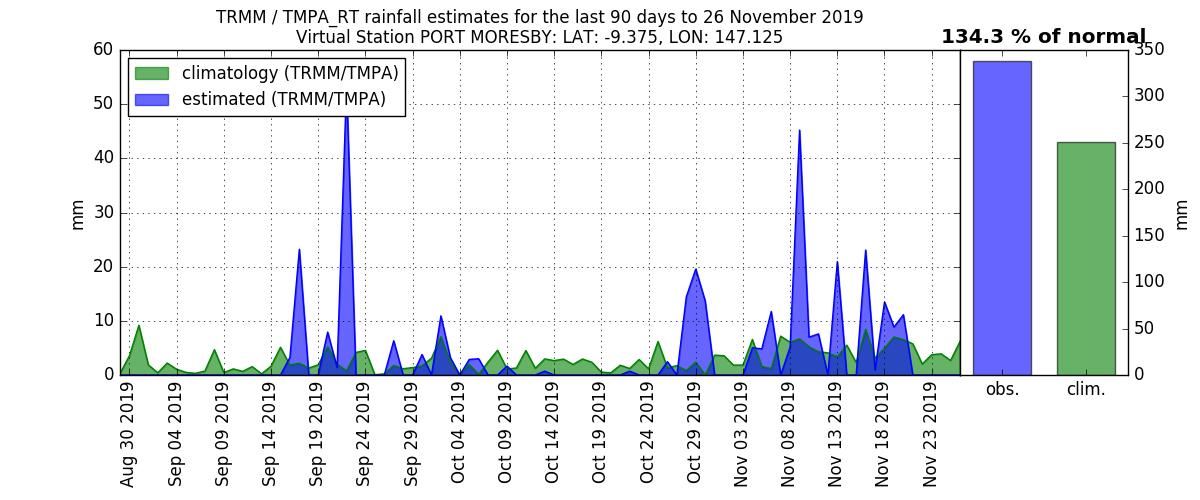 TRMM / TMPA_RT rainfall estimates for the last 90 days to 26 November 2019
Virtual Station PORT MORESBY: LAT: -9.375, LON: 147.125
134.3 % of normal
climatology (TRMM/TMPA)
estimated (TRMM/TMPA)
mm
60
50
40
30
20
10
0
Aug 30 2019
Sep 04 2019
Sep 09 2019
Sep 14 2019
Sep 19 2019
Sep 24 2019
Sep 29 2019
Oct 04 2019
Oct 09 2019
Oct 14 2019
Oct 19 2019
Oct 24 2019
Oct 29 2019
Nov 03 2019
Nov 08 2019
Nov 13 2019
Nov 18 2019
Nov 23 2019
obs.
clim.
350
300
250
200
150
100
50
0
mm